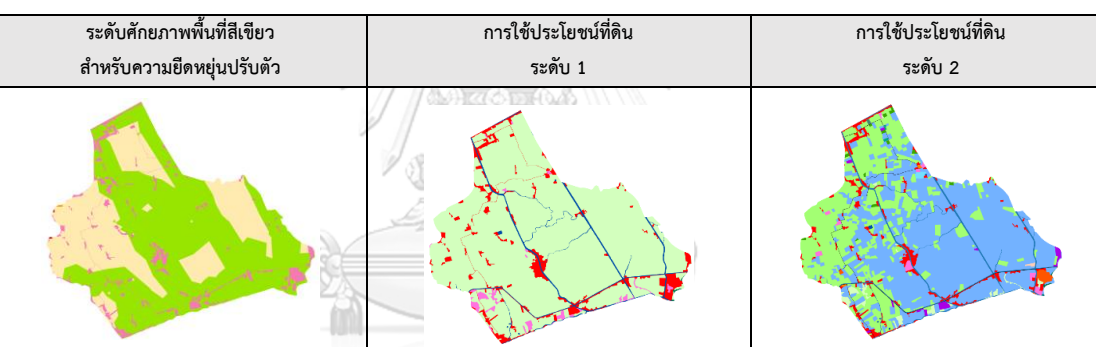 ระดับศักยภาพพื้นที่สีเขียว
สำหรับความยืดหยุ่นปรับตัว
การใช้ประโยชน์ที่ดิน
ระดับ 1
การใช้ประโยชน์ที่ดิน
ระดับ 2